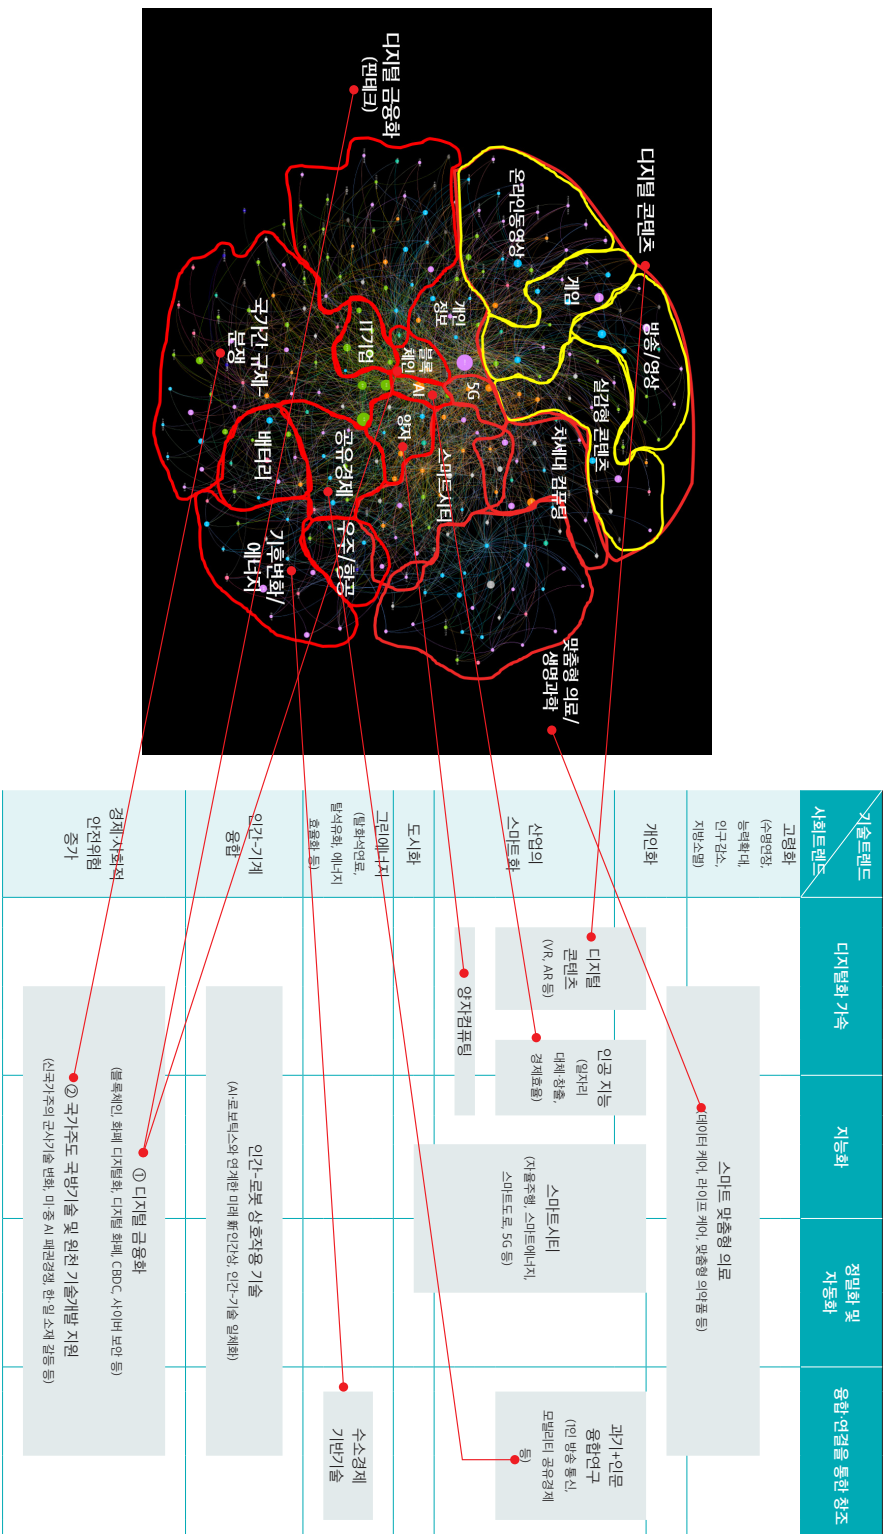 디지털 금융화
(핀테크)
디지털 콘텐츠
온라인동영상
게임
방송/영상
실감형 콘텐츠
개인
정보
IT기업
블록
체인
AI
5G
양자
국가간 규제-
분쟁
배터리
공유경제
스마트시티
차세대 컴퓨팅
우주/항공
기후변화/
에너지
맞춤형 의료/
생명과학
기술트렌드
사회트렌드
디지털화 가속
지능화
정밀화 및
자동화
융합·연결을 통한 창조
고령화
(수명연장,
능력확대,
인구감소,
지방소멸)
스마트 맞춤형 의료
(데이터 케어, 라이프 케어, 맞춤형 의약품 등)
개인화
산업의
스마트화
디지털
콘텐츠
(VR, AR 등)
인공 지능
(일자리
대체·창출,
경제효율)
스마트시티
(자율주행, 스마트에너지,
스마트도로, 5G 등)
과기+인문
융합연구
(1인 방송 통신,
모빌리티 공유경제
등)
양자컴퓨팅
도시화
그린에너지
(탈화석연료,
탈석유화, 에너지
효율화 등)
수소경제
기반기술
인간-기계
융합
인간-로봇 상호작용 기술
(AI·로보틱스와 연계한 미래 新인간상, 인간-기술 일체화)
경제·사회적
안전위험
증가
① 디지털 금융화
(블록체인, 화폐 디지털화, 디지털 화폐, CBDC, 사이버 보안 등)
② 국가주도 국방기술 및 원천 기술개발 지원
(신국가주의 군사기술 변화, 미·중 AI 패권경쟁, 한·일 소재 갈등 등)